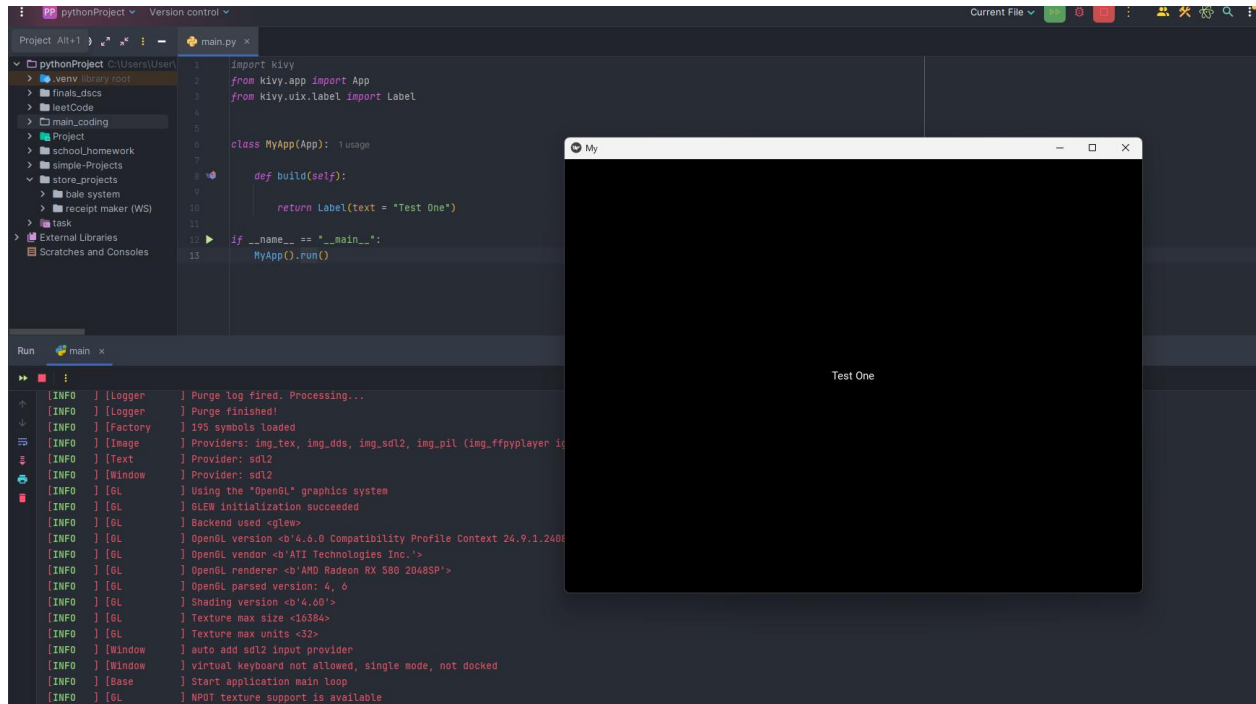 PP pythonProject Version control Current File
Project Alt+1 main.py ×
pythonProject C:\Users\User\
.venv library root
finals_dscs
leetCode
main_coding
Project
school_homework
simple-Projects
store_projects
bale system
receipt maker (WS)
task
External Libraries
Scratches and Consoles
1 import kivy
2 from kivy.app import App
3 from kivy.uix.label import Label
4
5
6 class MyApp(App): 1 usage
7
8 def build(self):
9
10 return Label(text = "Test One")
11
12 if __name__ == "__main__":
13 MyApp().run()
My
Test One
Run main ×
[INFO ] [Logger ] Purge log fired. Processing...
[INFO ] [Logger ] Purge finished!
[INFO ] [Factory ] 195 symbols loaded
[INFO ] [Image ] Providers: img_tex, img_dds, img_sdl2, img_pil (img_ffpyplayer ig
[INFO ] [Text ] Provider: sdl2
[INFO ] [Window ] Provider: sdl2
[INFO ] [GL ] Using the "OpenGL" graphics system
[INFO ] [GL ] GLEW initialization succeeded
[INFO ] [GL ] Backend used <glew>
[INFO ] [GL ] OpenGL version <b'4.6.0 Compatibility Profile Context 24.9.1.2408
[INFO ] [GL ] OpenGL vendor <b'ATI Technologies Inc.'>
[INFO ] [GL ] OpenGL renderer <b'AMD Radeon RX 580 2048SP'>
[INFO ] [GL ] OpenGL parsed version: 4, 6
[INFO ] [GL ] Shading version <b'4.60'>
[INFO ] [GL ] Texture max size <16384>
[INFO ] [GL ] Texture max units <32>
[INFO ] [Window ] auto add sdl2 input provider
[INFO ] [Window ] virtual keyboard not allowed, single mode, not docked
[INFO ] [Base ] Start application main loop
[INFO ] [GL ] NPOT texture support is available